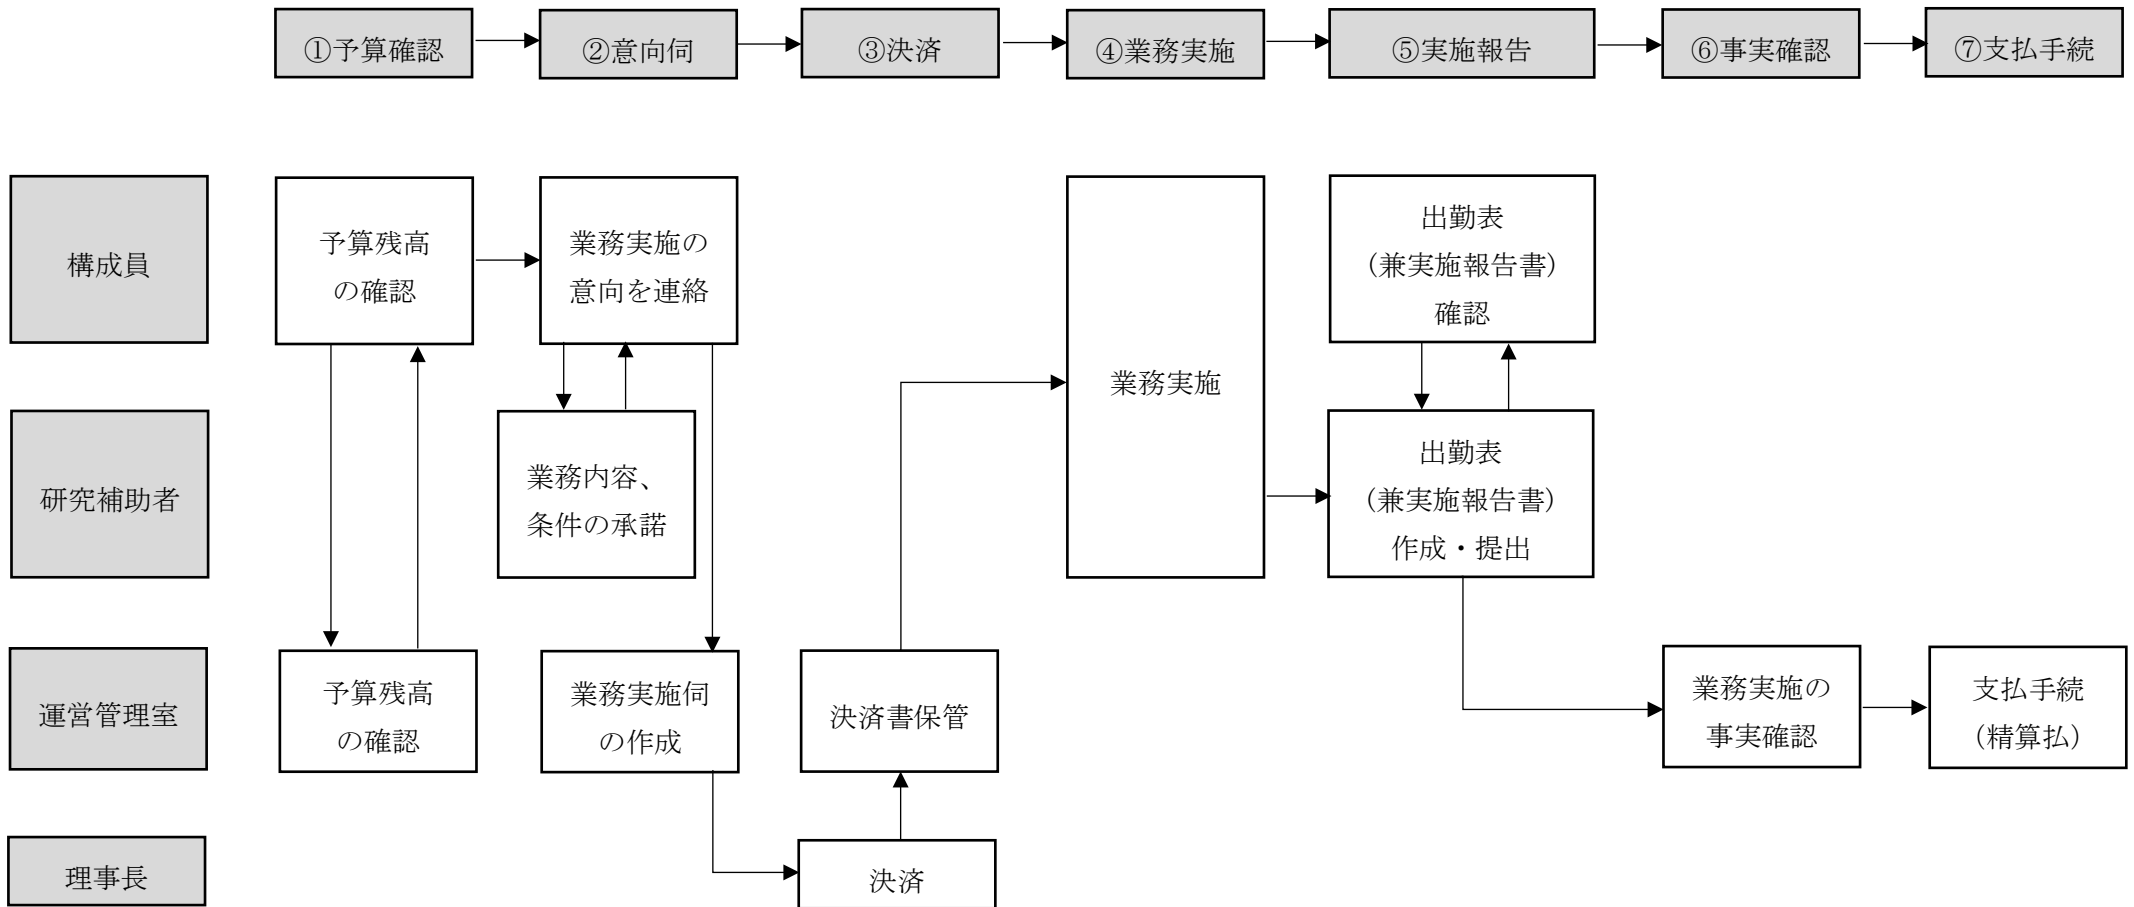 ①予算確認
②意向伺
③決済
④業務実施
⑤実施報告
⑥事実確認
⑦支払手続
構成員
予算残高
の確認
業務実施の
意向を連絡
業務実施
出勤表
（兼実施報告書）
確認
研究補助者
業務内容、
条件の承諾
出勤表
（兼実施報告書）
作成・提出
運営管理室
予算残高
の確認
業務実施伺
の作成
決済書保管
業務実施の
事実確認
支払手続
（精算払）
理事長
決済